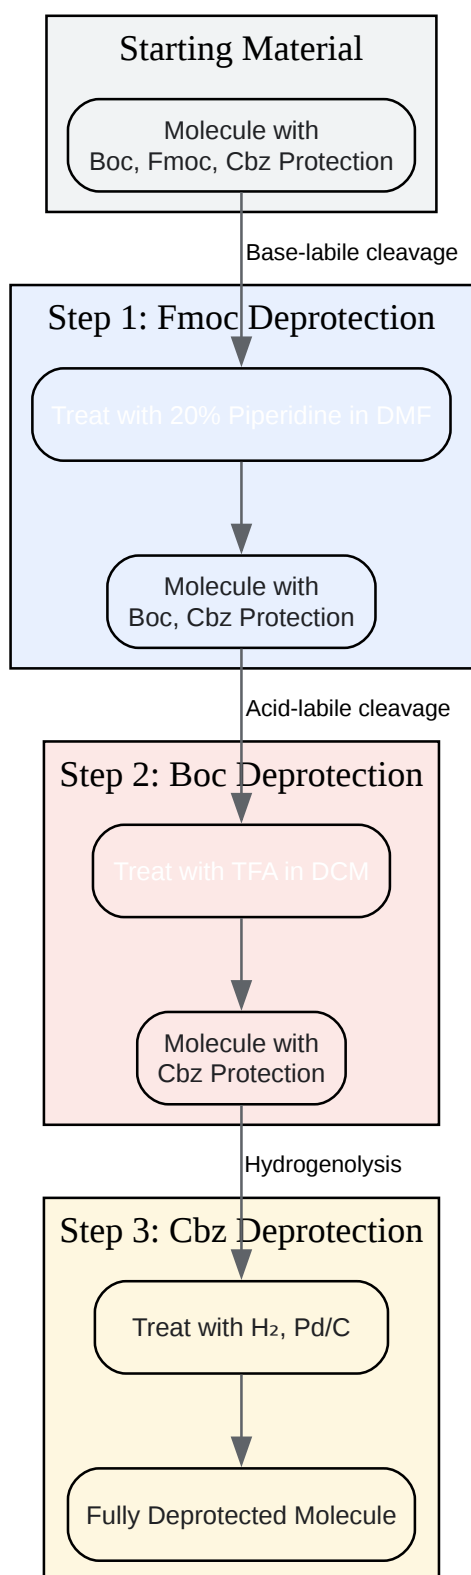 Starting Material
Molecule with
Boc, Fmoc, Cbz Protection
Base-labile cleavage
Step 1: Fmoc Deprotection
Treat with 20% Piperidine in DMF
Molecule with
Boc, Cbz Protection
Acid-labile cleavage
Step 2: Boc Deprotection
Treat with TFA in DCM
Molecule with
Cbz Protection
Hydrogenolysis
Step 3: Cbz Deprotection
Treat with H₂, Pd/C
Fully Deprotected Molecule